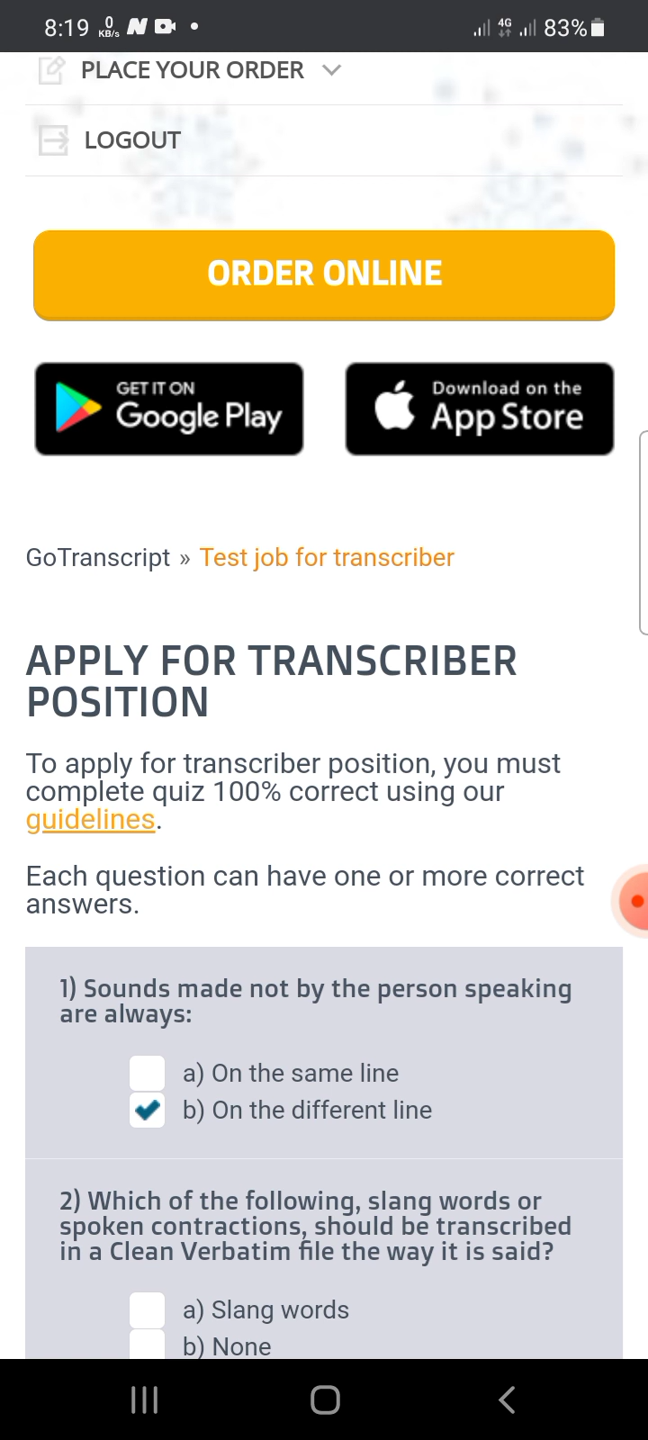 8:19 0 KB/s N 4G 83%
PLACE YOUR ORDER
LOGOUT
ORDER ONLINE
GET IT ON
Google Play
Download on the
App Store
GoTranscript » Test job for transcriber
APPLY FOR TRANSCRIBER
POSITION
To apply for transcriber position, you must
complete quiz 100% correct using our
guidelines.
Each question can have one or more correct
answers.
1) Sounds made not by the person speaking
are always:
a) On the same line
b) On the different line
2) Which of the following, slang words or
spoken contractions, should be transcribed
in a Clean Verbatim file the way it is said?
a) Slang words
b) None